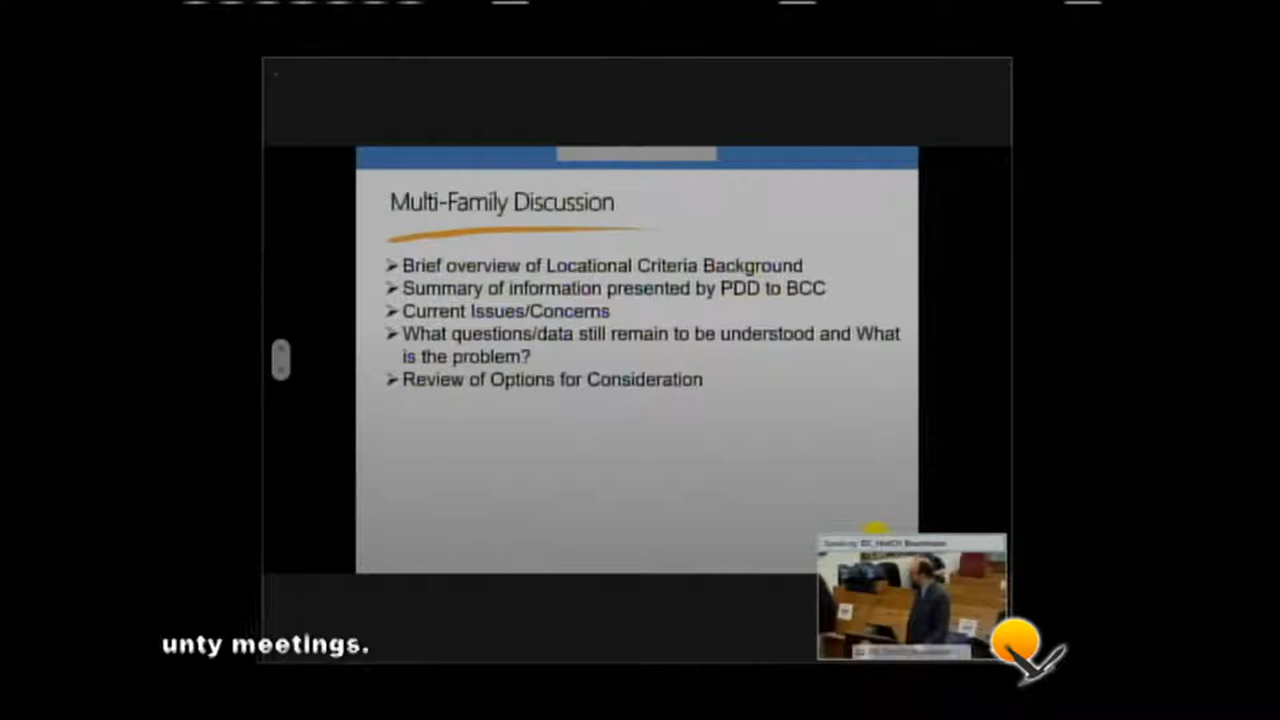 Multi-Family Discussion
➢ Brief overview of Locational Criteria Background
➢ Summary of information presented by PDD to BCC
➢ Current Issues/Concerns
➢ What questions/data still remain to be understood and What
is the problem?
➢ Review of Options for Consideration
unty meetings.